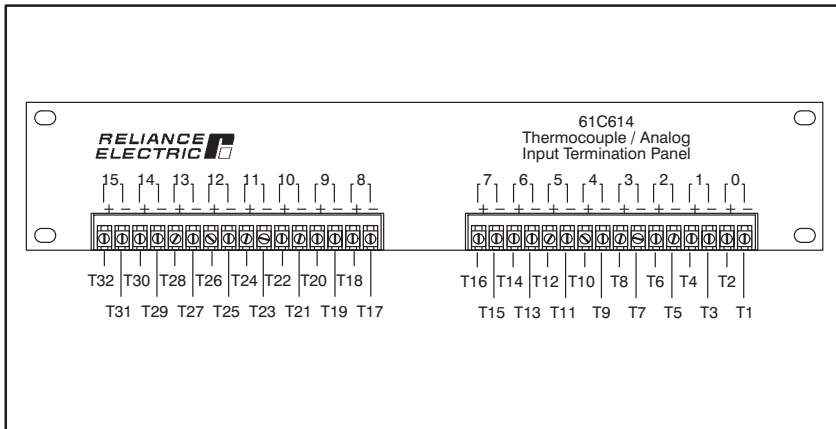 61C614
Thermocouple / Analog
Input Termination Panel
RELIANCE
ELECTRIC
15 14 13 12 11 10 9 8
+ − + − + − + − + − + − + − + −
T32 T30 T28 T26 T24 T22 T20 T18
T31 T29 T27 T25 T23 T21 T19 T17
7 6 5 4 3 2 1 0
+ − + − + − + − + − + − + − + −
T16 T14 T12 T10 T8 T6 T4 T2
T15 T13 T11 T9 T7 T5 T3 T1